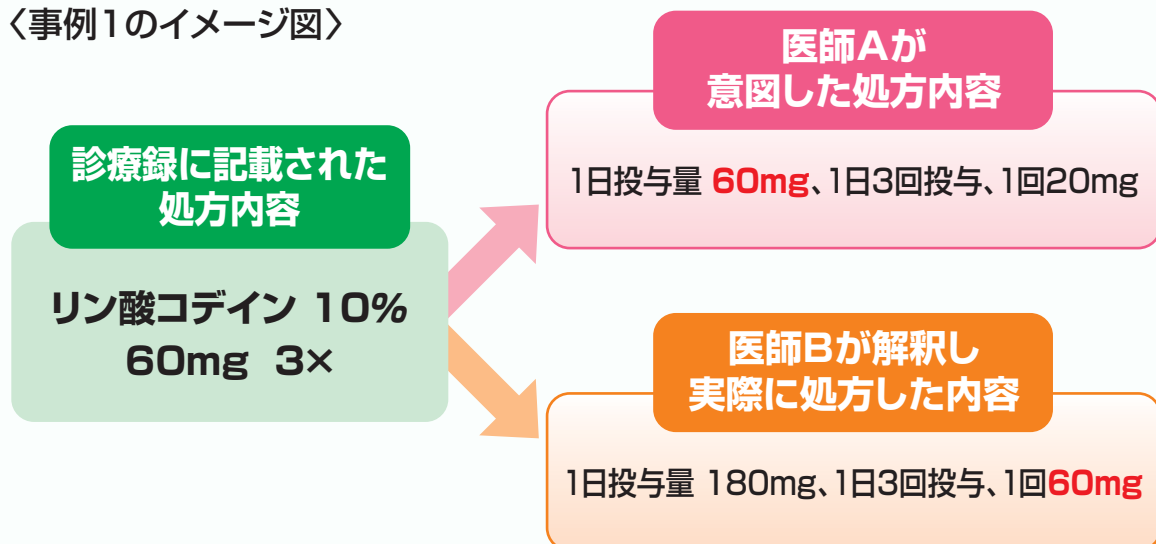 〈事例1のイメージ図〉
診療録に記載された
処方内容
リン酸コデイン 10%
60mg 3×
医師Aが
意図した処方内容
1日投与量 60mg、1日3回投与、1回20mg
医師Bが解釈し
実際に処方した内容
1日投与量 180mg、1日3回投与、1回60mg